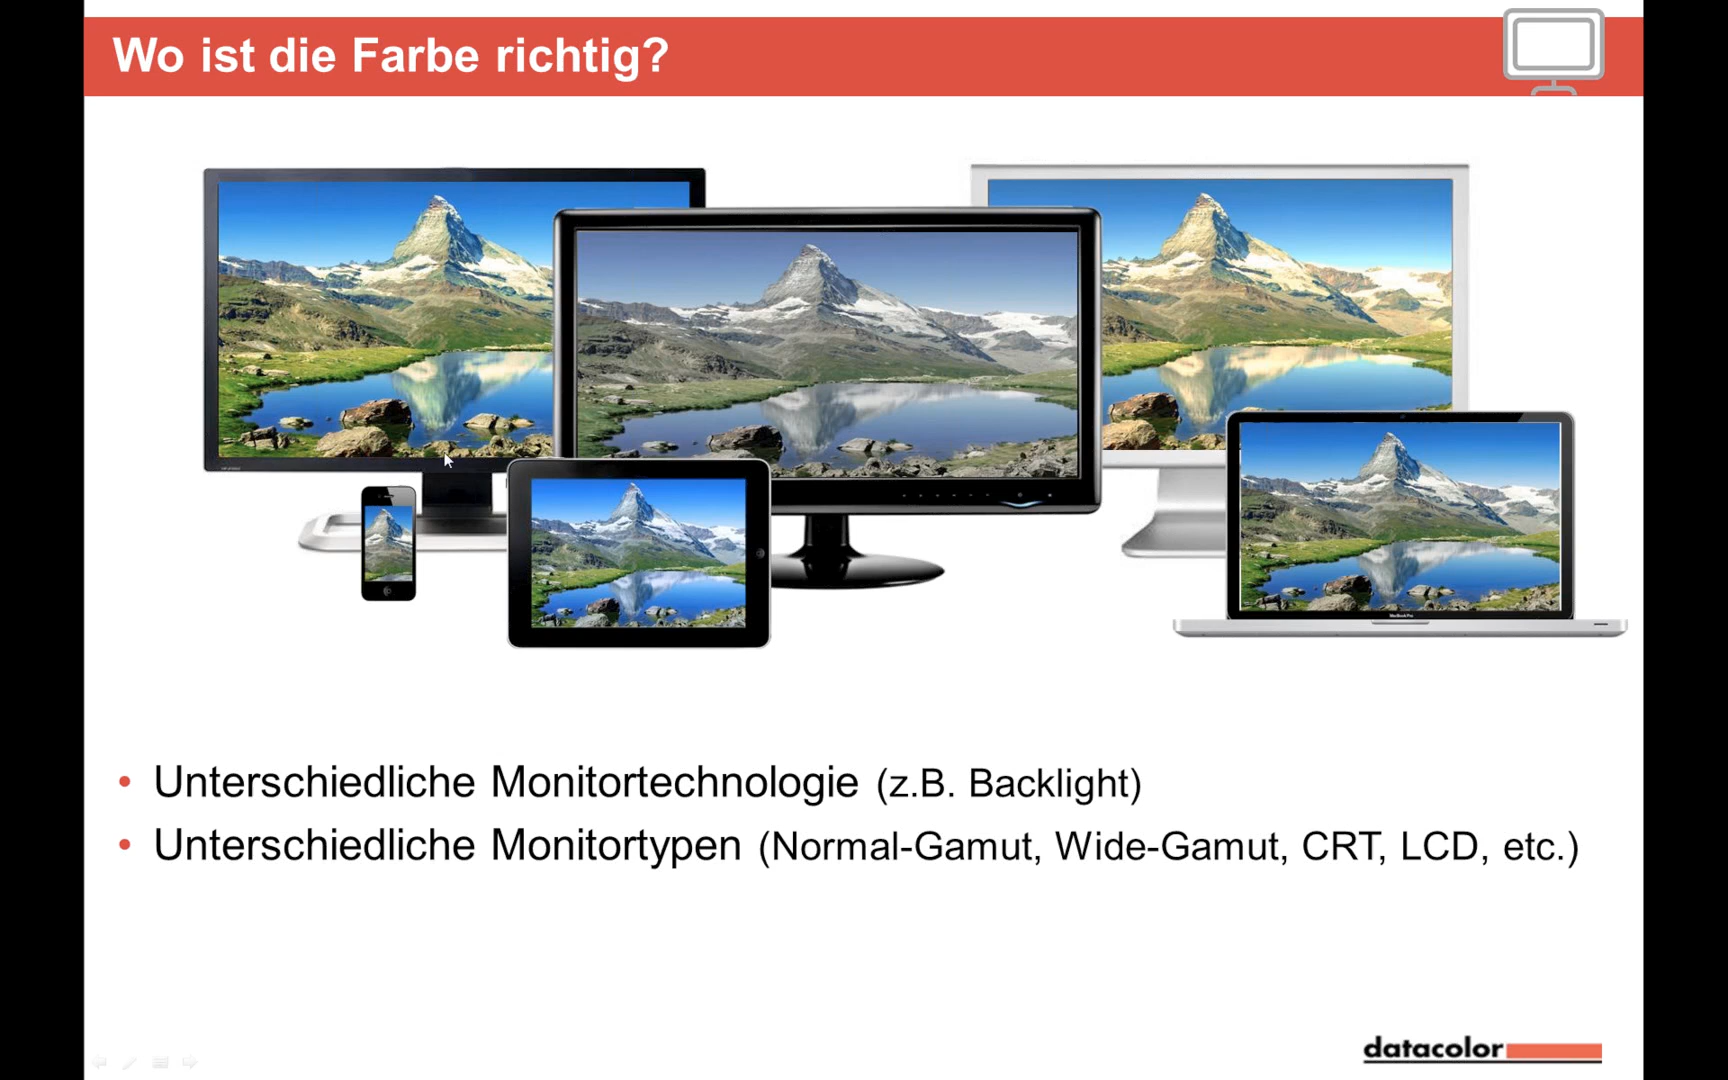 Wo ist die Farbe richtig?
• Unterschiedliche Monitortechnologie (z.B. Backlight)
• Unterschiedliche Monitortypen (Normal-Gamut, Wide-Gamut, CRT, LCD, etc.)
datacolor